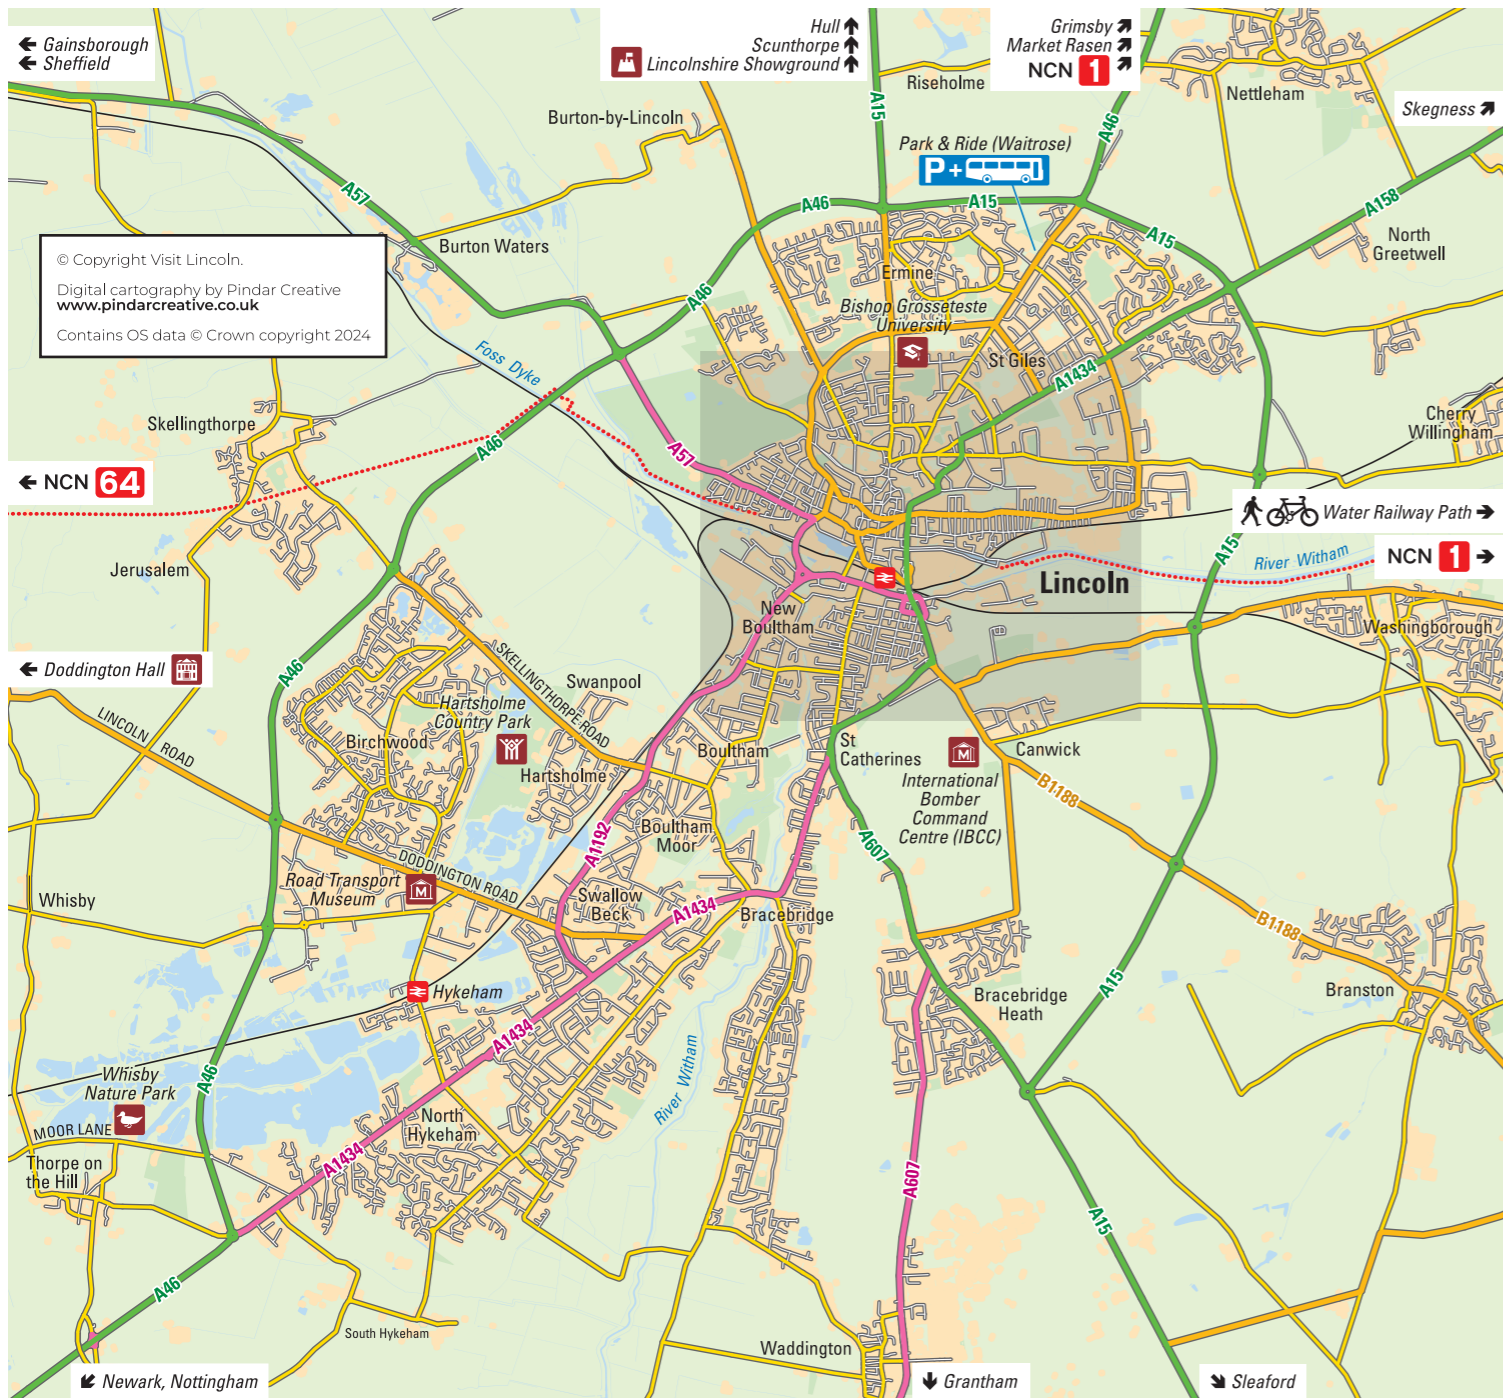 ← Gainsborough
← Sheffield
Hull ↑
Scunthorpe ↑
Lincolnshire Showground ↑
Grimsby ↗
Market Rasen ↗
NCN 1 ↗
Skegness ↗
Riseholme
Nettleham
Burton-by-Lincoln
A15
A46
Park & Ride (Waitrose)
P+
A57
A46
A15
A158
A15
North
Greetwell
Burton Waters
© Copyright Visit Lincoln.
Digital cartography by Pindar Creative
www.pindarcreative.co.uk
Contains OS data © Crown copyright 2024
Ermine
A46
Bishop Grosseteste
University
St Giles
A1434
Foss Dyke
Skellingthorpe
Cherry
Willingham
A46
A57
← NCN 64
Water Railway Path →
A15
River Witham
NCN 1 →
Jerusalem
Lincoln
New
Boultham
Washingborough
← Doddington Hall
A46
SKELLINGTHORPE ROAD
Swanpool
Hartsholme
Country Park
LINCOLN ROAD
Birchwood
Hartsholme
Boultham
St
Catherines
M
Canwick
International
Bomber
Command
Centre (IBCC)
B1188
A1192
Boultham
Moor
A607
DODDINGTON ROAD
Road Transport
Museum
M
Whisby
Swallow
Beck
A1434
Bracebridge
B1188
A15
Hykeham
Bracebridge
Heath
Branston
A1434
River Witham
A46
Whisby
Nature Park
MOOR LANE
North
Hykeham
Thorpe on
the Hill
A1434
A607
A15
A46
South Hykeham
Waddington
↙ Newark, Nottingham
↓ Grantham
↘ Sleaford